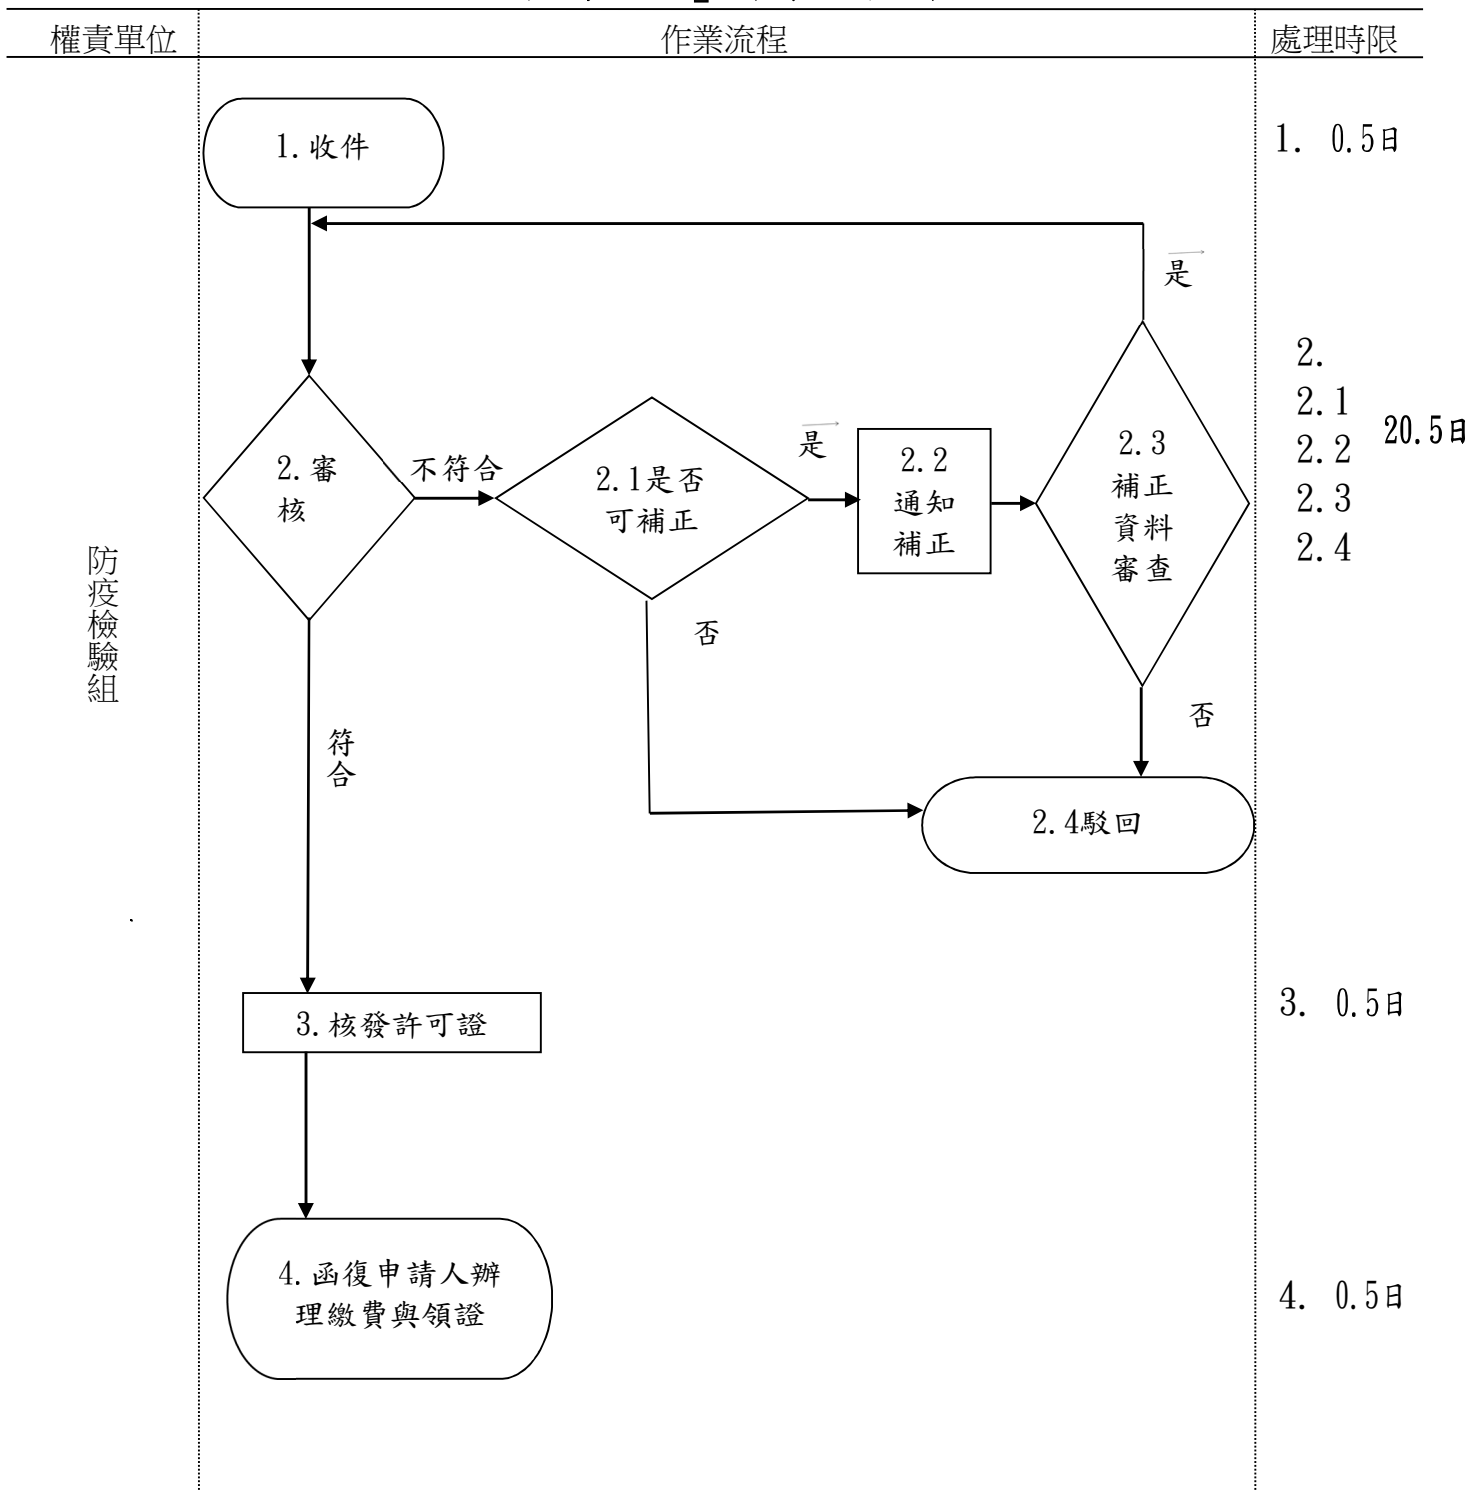 權責單位
作業流程
處理時限
1.收件
1. 0.5日
是
2.
2.1
2.2
2.3
2.4
20.5日
2.審
核
不符合
2.1是否
可補正
是
2.2
通知
補正
2.3
補正
資料
審查
防疫檢驗組
否
否
符合
2.4駁回
3.核發許可證
3. 0.5日
4.函復申請人辦
理繳費與領證
4. 0.5日